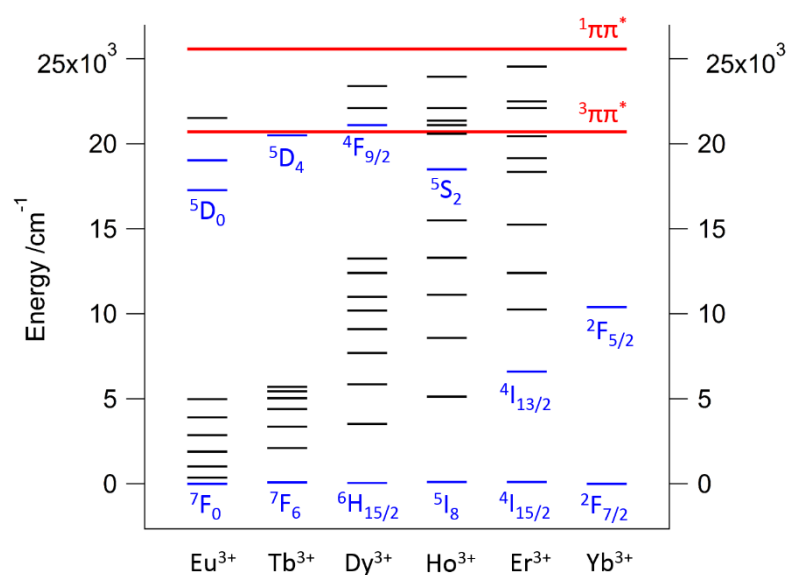 ¹ππ*
25x10³
25x10³
³ππ*
20
20
⁵D₄
⁴F₉/₂
⁵S₂
⁵D₀
15
15
Energy /cm⁻¹
10
10
²F₅/₂
⁴I₁₃/₂
5
5
0
0
⁷F₀
⁷F₆
⁶H₁₅/₂
⁵I₈
⁴I₁₅/₂
²F₇/₂
Eu³⁺
Tb³⁺
Dy³⁺
Ho³⁺
Er³⁺
Yb³⁺